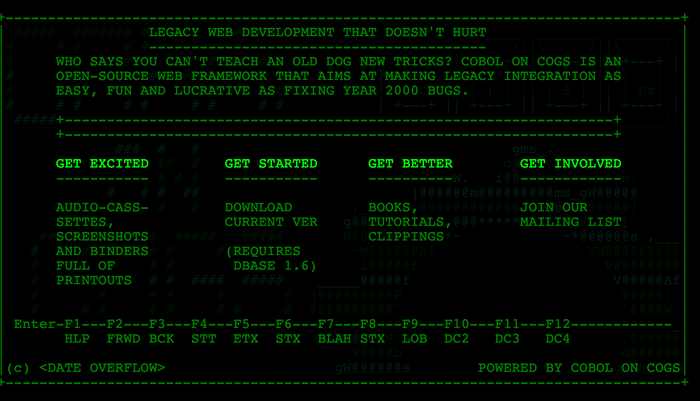 LEGACY WEB DEVELOPMENT THAT DOESN'T HURT
WHO SAYS YOU CAN'T TEACH AN OLD DOG NEW TRICKS? COBOL ON COGS IS AN
OPEN-SOURCE WEB FRAMEWORK THAT AIMS AT MAKING LEGACY INTEGRATION AS
EASY, FUN AND LUCRATIVE AS FIXING YEAR 2000 BUGS.
GET EXCITED GET STARTED GET BETTER GET INVOLVED
AUDIO-CASS- DOWNLOAD BOOKS, JOIN OUR
SETTES, CURRENT VER TUTORIALS, MAILING LIST
SCREENSHOTS CLIPPINGS
AND BINDERS (REQUIRES
FULL OF DBASE 1.6)
PRINTOUTS
Enter-F1---F2---F3---F4---F5---F6---F7---F8---F9---F10---F11---F12------------
HLP FRWD BCK STT ETX STX BLAH STX LOB DC2 DC3 DC4
(c) <DATE OVERFLOW> POWERED BY COBOL ON COGS